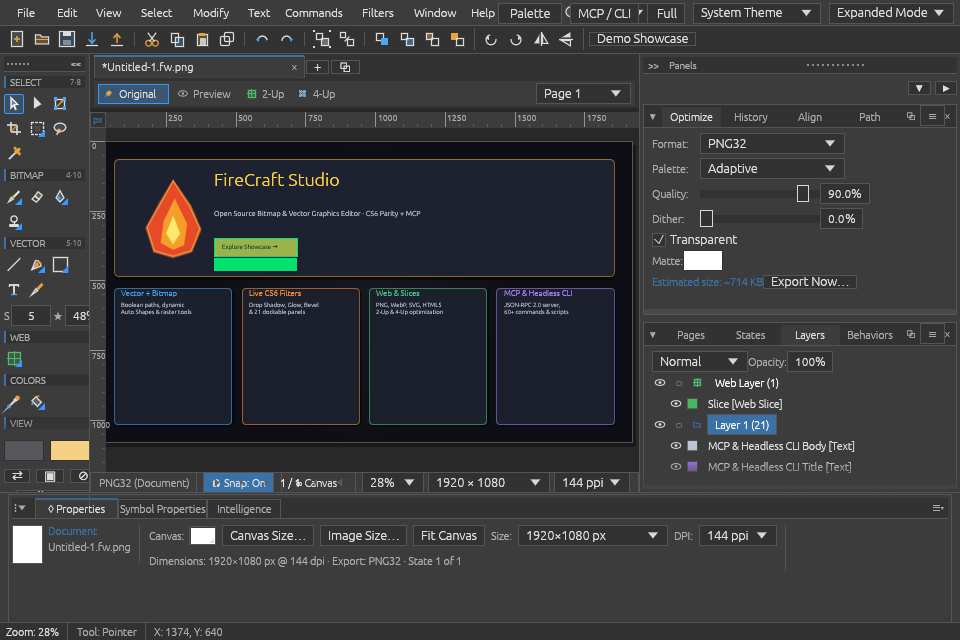 File Edit View Select Modify Text Commands Filters Window Help Palette MCP / CLI Full System Theme Expanded Mode
Demo Showcase
*Untitled-1.fw.png × +
>> Panels
SELECT 7·8
Original Preview 2-Up 4-Up Page 1
px 250 500 750 1000 1250 1500 1750
0
250
500
750
1000
BITMAP 4·10
VECTOR 5·10
S 5 48
WEB
COLORS
VIEW
FireCraft Studio
Open Source Bitmap & Vector Graphics Editor · CS6 Parity + MCP
Explore Showcase →
Vector + Bitmap
Boolean paths, dynamic
Auto Shapes & raster tools
Live CS6 Filters
Drop Shadow, Glow, Bevel
& 21 dockable panels
Web & Slices
PNG, WebP, SVG, HTML5
2-Up & 4-Up optimization
MCP & Headless CLI
JSON-RPC 2.0 server,
60+ commands & scripts
Optimize History Align Path
Format: PNG32
Palette: Adaptive
Quality: 90.0%
Dither: 0.0%
Transparent
Matte:
Estimated size: ~714 KB Export Now...
Pages States Layers Behaviors
Normal Opacity: 100%
Web Layer (1)
Slice [Web Slice]
Layer 1 (21)
MCP & Headless CLI Body [Text]
MCP & Headless CLI Title [Text]
PNG32 (Document) Snap: On 1 / Canvas 28% 1920 × 1080 144 ppi
◊ Properties Symbol Properties Intelligence
Document
Untitled-1.fw.png
Canvas: Canvas Size... Image Size... Fit Canvas Size: 1920×1080 px DPI: 144 ppi
Dimensions: 1920×1080 px @ 144 dpi · Export: PNG32 · State 1 of 1
Zoom: 28% Tool: Pointer X: 1374, Y: 640